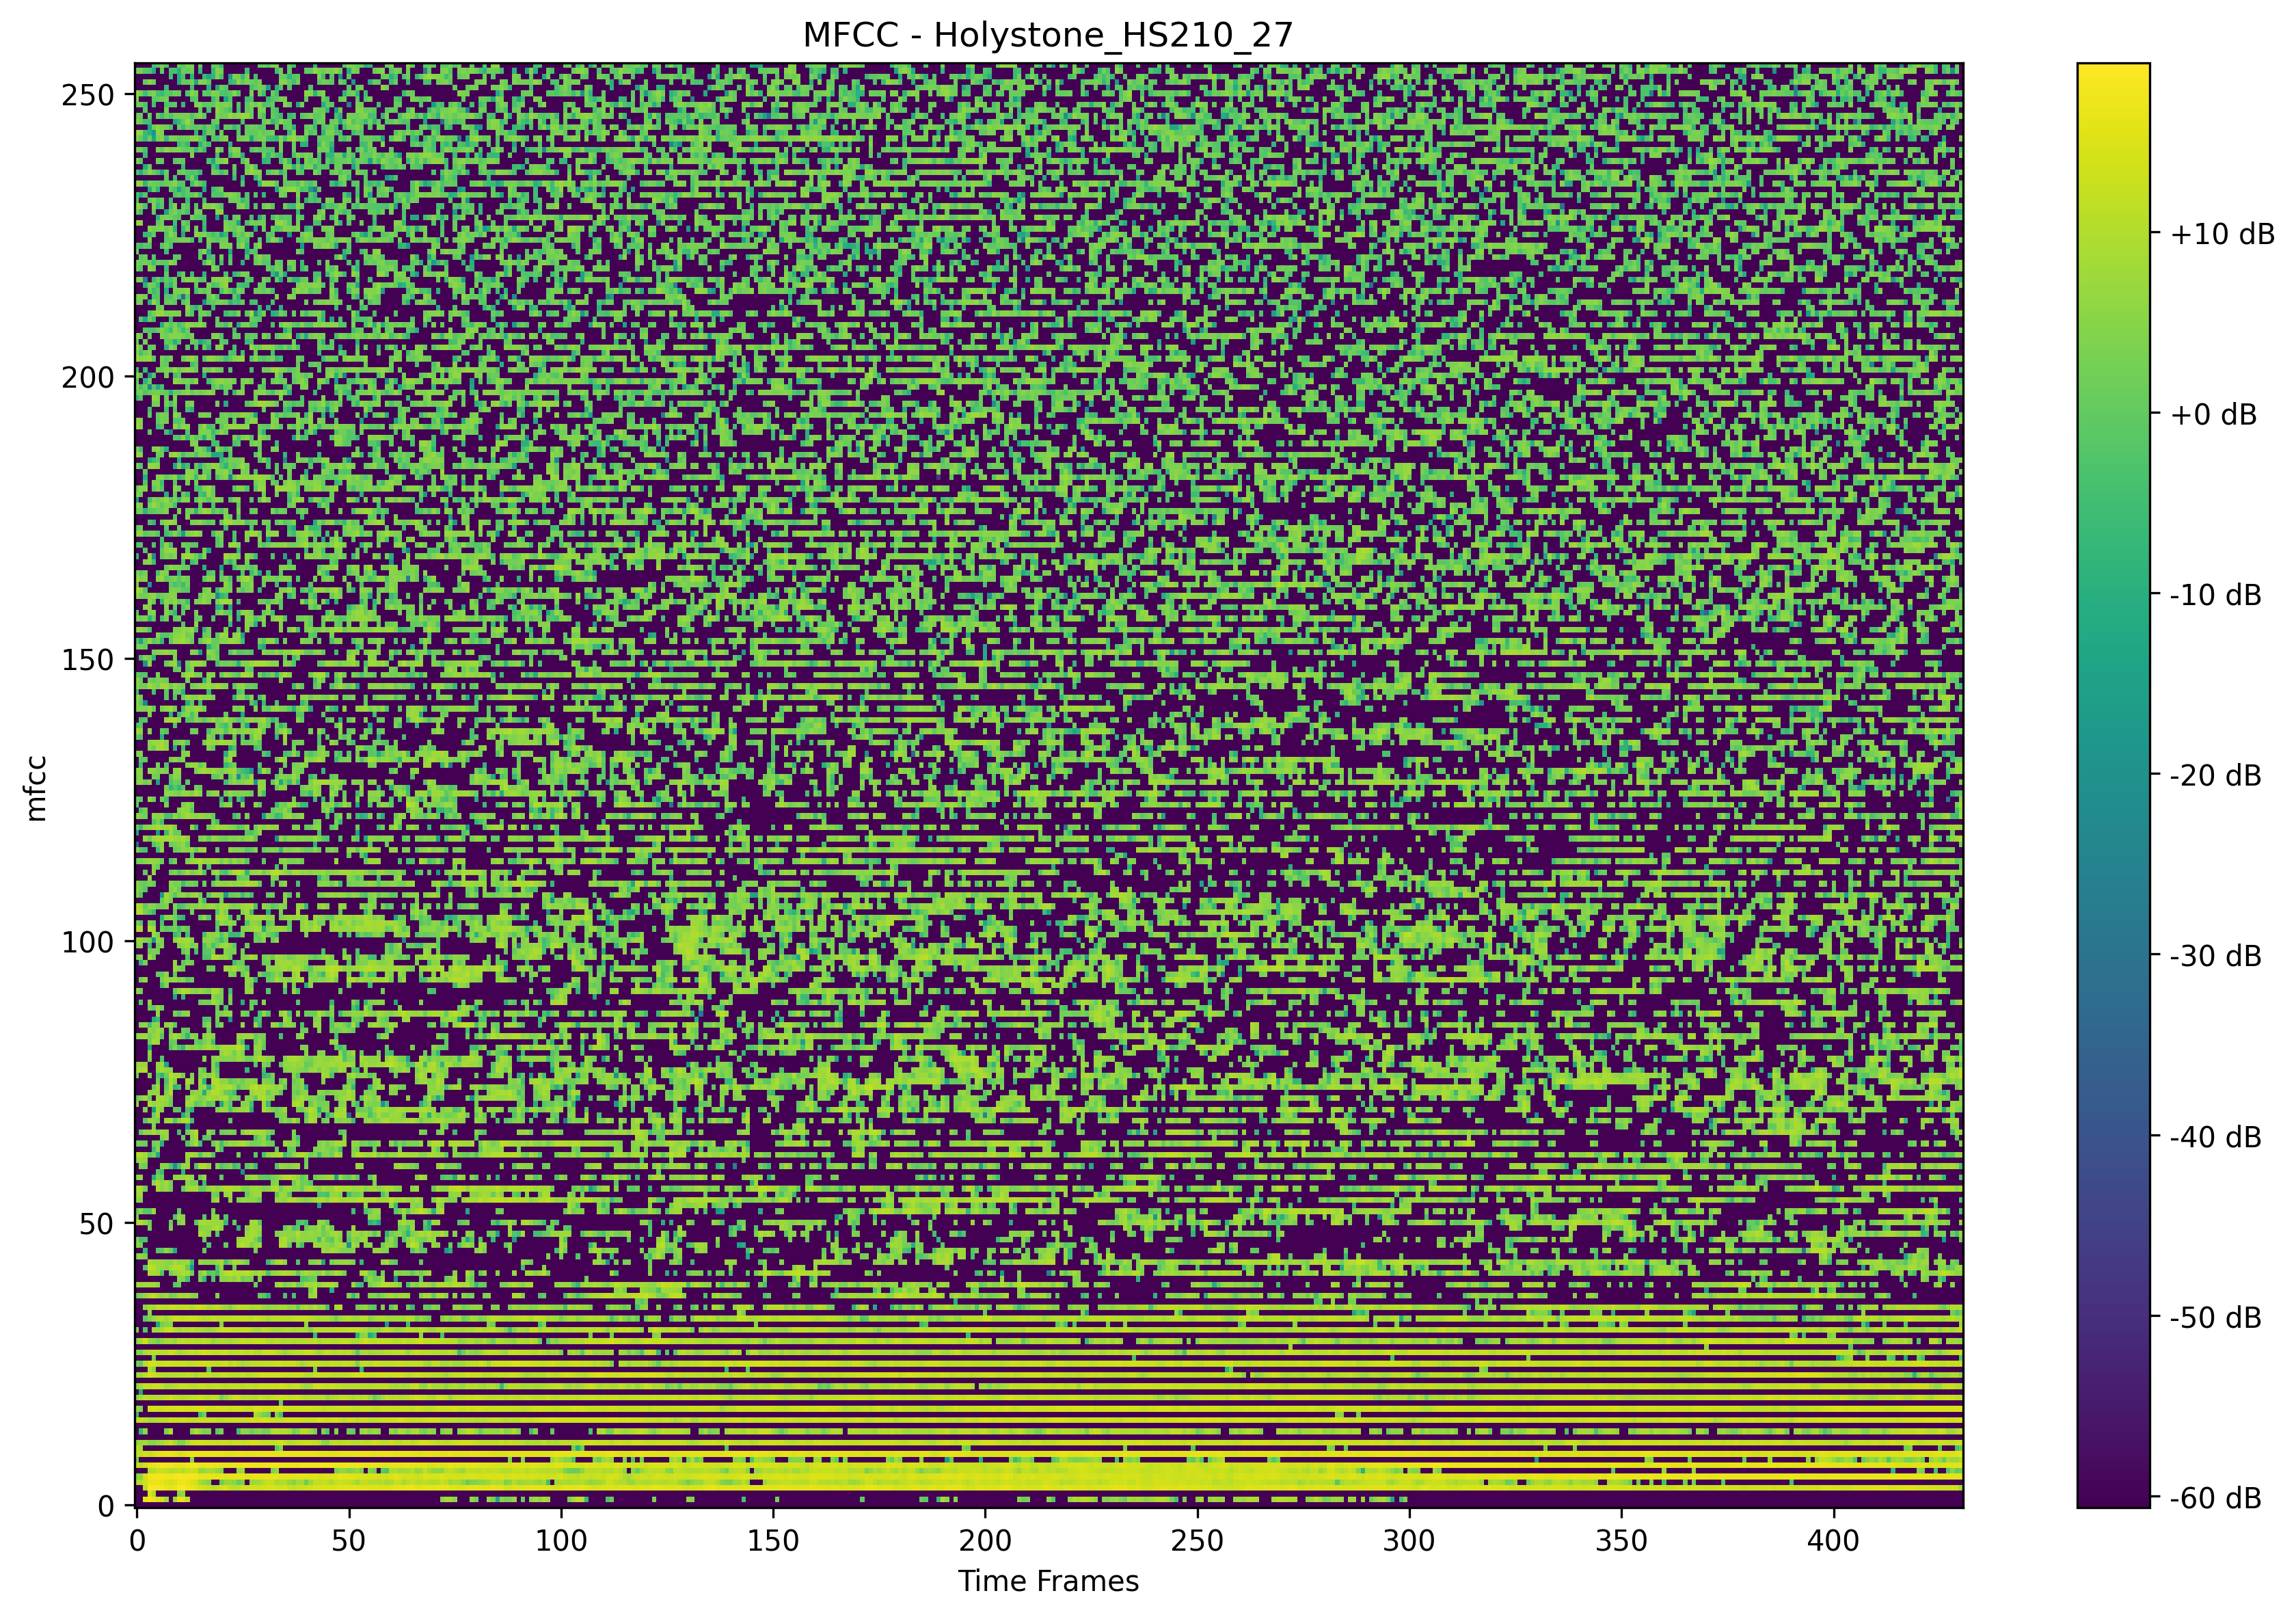 MFCC - Holystone_HS210_27
250
200
150
100
50
0
mfcc
0 50 100 150 200 250 300 350 400
Time Frames
+10 dB
+0 dB
-10 dB
-20 dB
-30 dB
-40 dB
-50 dB
-60 dB